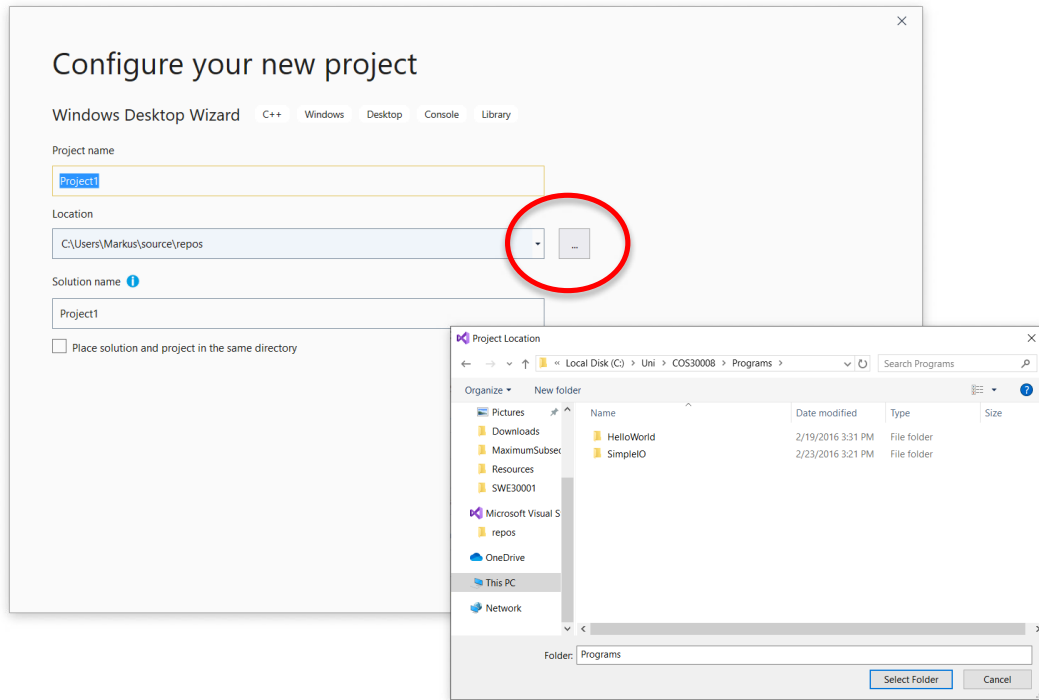 Configure your new project
Windows Desktop Wizard C++ Windows Desktop Console Library
Project name
Project1
Location
C:\Users\Markus\source\repos
...
Solution name
Project1
Place solution and project in the same directory
Project Location
« Local Disk (C:) > Uni > COS30008 > Programs >
Search Programs
Organize New folder
Name Date modified Type Size
Pictures
Downloads
MaximumSubsec
Resources
SWE30001
Microsoft Visual S
repos
OneDrive
This PC
Network
HelloWorld 2/19/2016 3:31 PM File folder
SimpleIO 2/23/2016 3:21 PM File folder
Folder: Programs
Select Folder Cancel